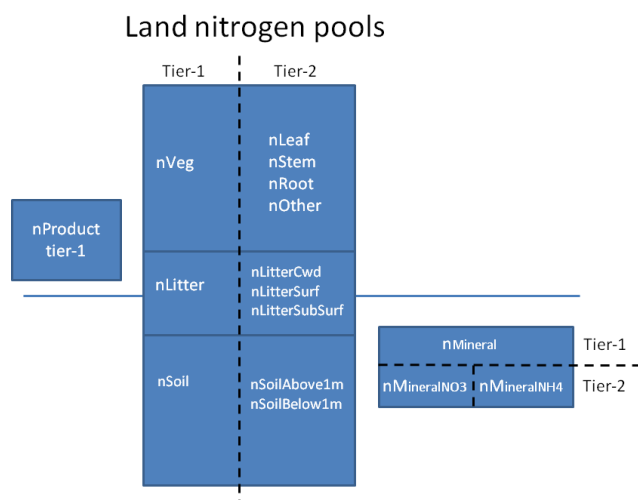 Land nitrogen pools
Tier-1
Tier-2
nVeg
nLeaf
nStem
nRoot
nOther
nProduct
tier-1
nLitter
nLitterCwd
nLitterSurf
nLitterSubSurf
nMineral
Tier-1
nSoil
nSoilAbove1m
nSoilBelow1m
nMineralNO3
nMineralNH4
Tier-2